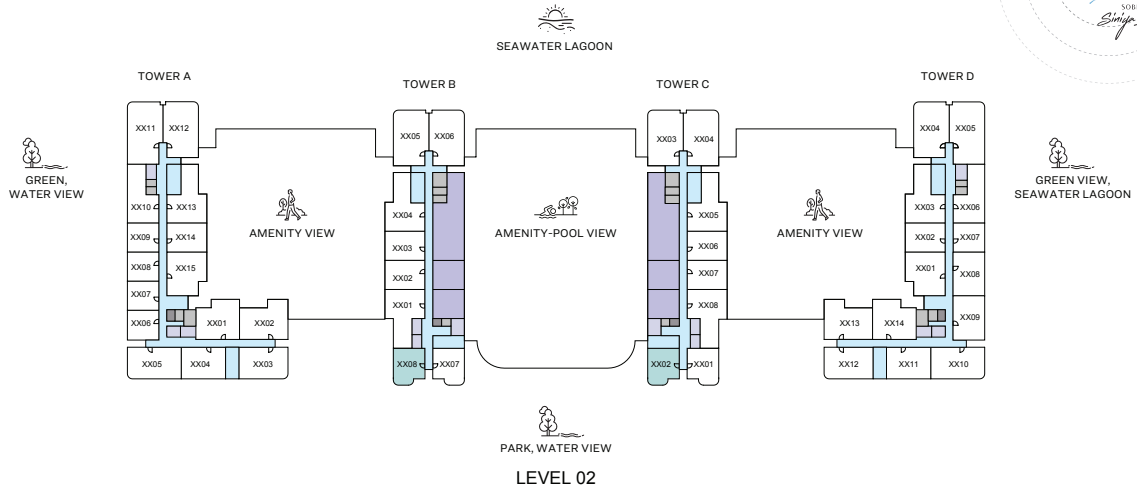 SOB
Siniya
SEAWATER LAGOON
TOWER A
TOWER B
TOWER C
TOWER D
XX11 XX12
XX05 XX06
XX03 XX04
XX04 XX05
GREEN,
WATER VIEW
GREEN VIEW,
SEAWATER LAGOON
XX10 XX13
XX09 XX14
XX08 XX15
XX07
XX06 XX01 XX02
XX05 XX04 XX03
AMENITY VIEW
XX04
XX03
XX02
XX01
XX08 XX07
AMENITY-POOL VIEW
XX05
XX06
XX07
XX08
XX02 XX01
AMENITY VIEW
XX03 XX06
XX02 XX07
XX01 XX08
XX09
XX13 XX14
XX12 XX11 XX10
PARK, WATER VIEW
LEVEL 02